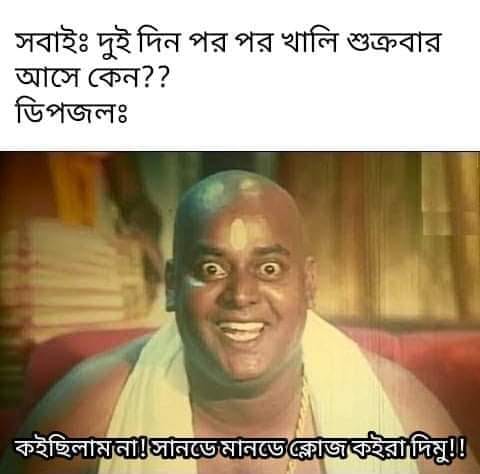 সবাইঃ দুই দিন পর পর খালি শুক্রবার
আসে কেন??
ডিপজলঃ
কইছিলাম না! সানডে মানডে ক্লোজ কইরা দিমু!!